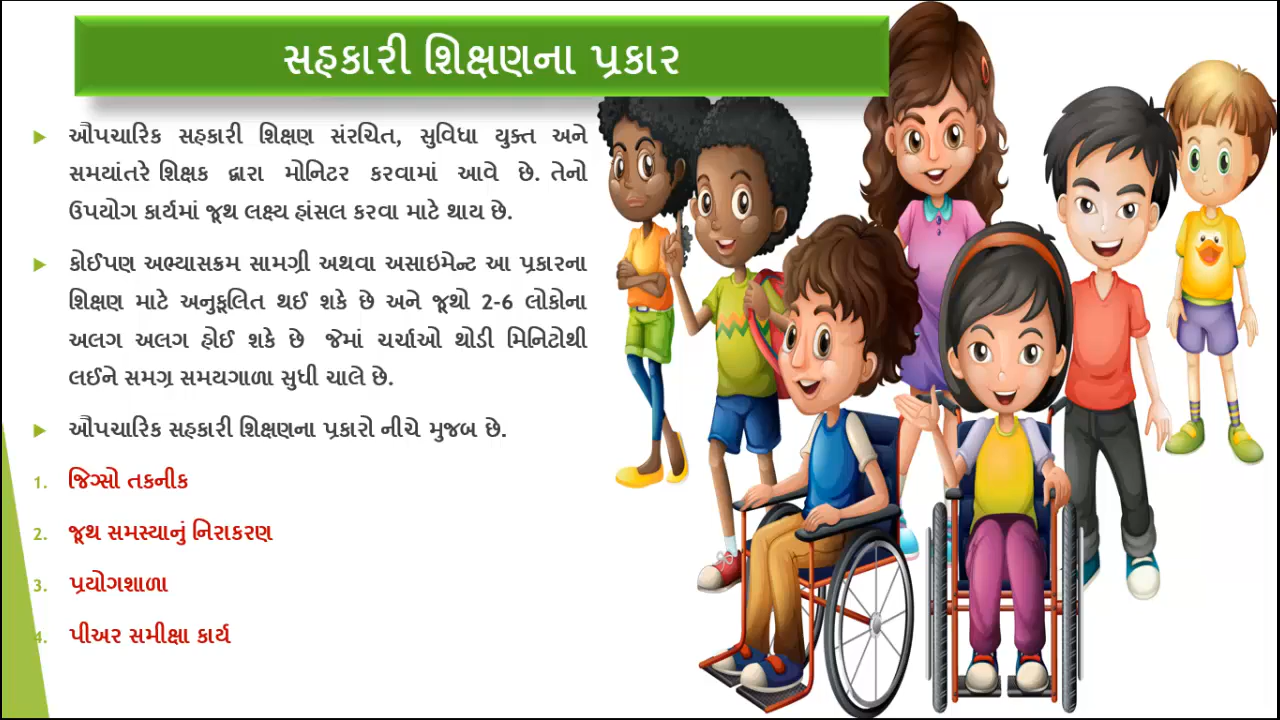 સહકારી શિક્ષણના પ્રકાર
ઔપચારિક સહકારી શિક્ષણ સંરચિત, સુવિધા યુક્ત અને
સમયાંતરે શિક્ષક દ્વારા મોનિટર કરવામાં આવે છે. તેનો
ઉપયોગ કાર્યમાં જૂથ લક્ષ્ય હાંસલ કરવા માટે થાય છે.
કોઈપણ અભ્યાસક્રમ સામગ્રી અથવા અસાઇમેન્ટ આ પ્રકારના
શિક્ષણ માટે અનુકૂલિત થઈ શકે છે અને જૂથો 2-6 લોકોના
અલગ અલગ હોઈ શકે છે જેમાં ચર્ચાઓ થોડી મિનિટોથી
લઈને સમગ્ર સમયગાળા સુધી ચાલે છે.
ઔપચારિક સહકારી શિક્ષણના પ્રકારો નીચે મુજબ છે.
1. જિગ્સો તકનીક
2. જૂથ સમસ્યાનું નિરાકરણ
3. પ્રયોગશાળા
4. પીઅર સમીક્ષા કાર્ય